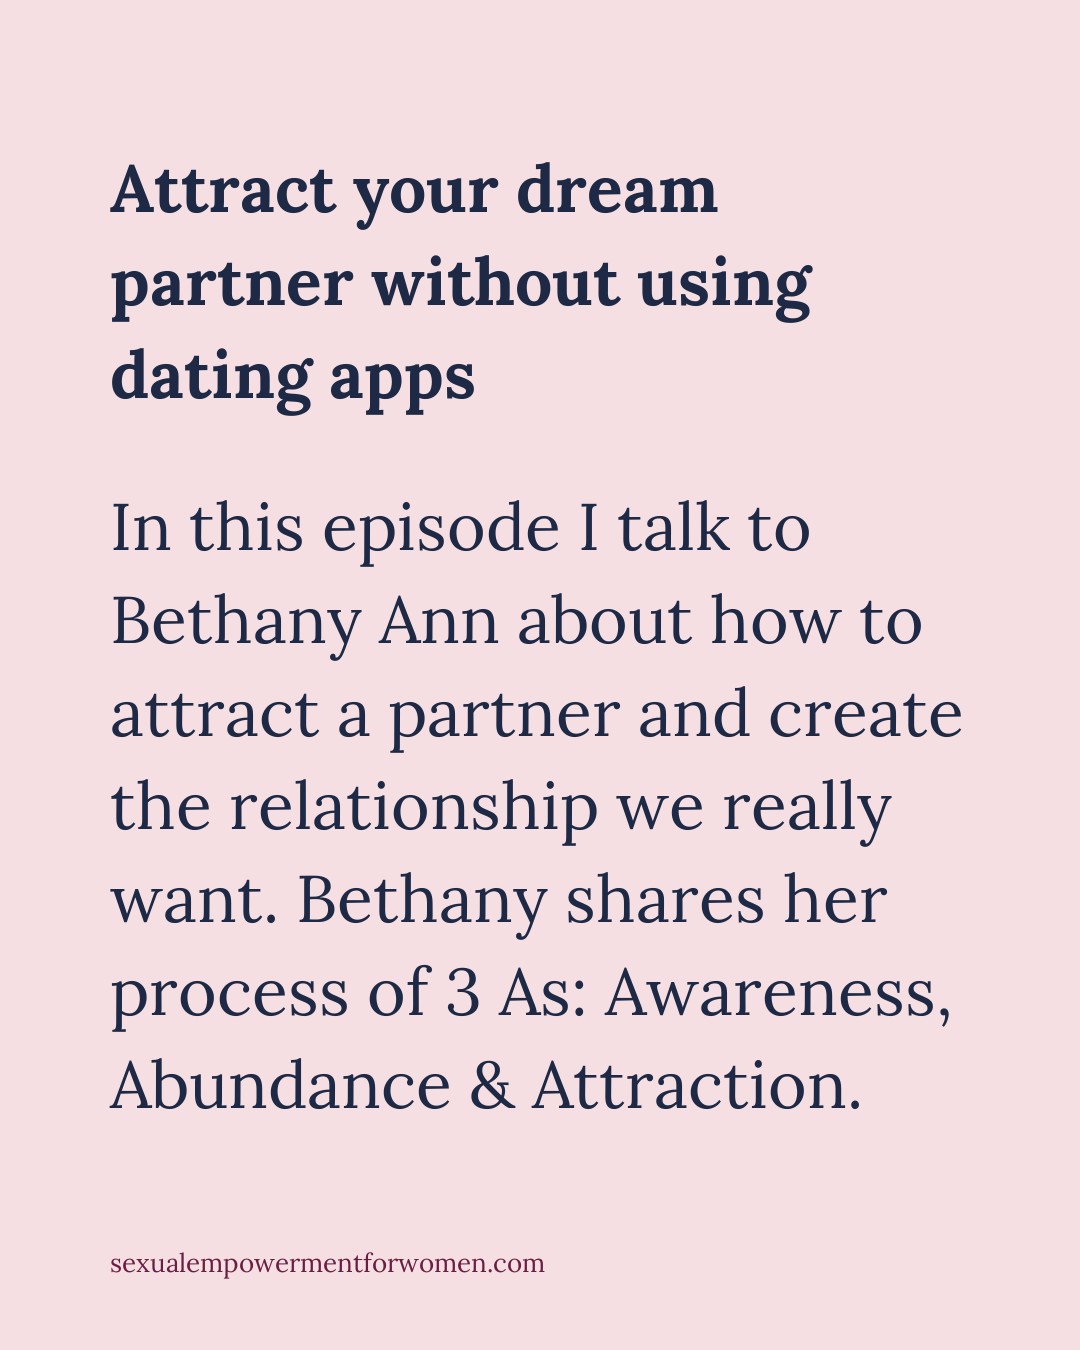 Attract your dream
partner without using
dating apps
In this episode I talk to
Bethany Ann about how to
attract a partner and create
the relationship we really
want. Bethany shares her
process of 3 As: Awareness,
Abundance & Attraction.
sexualempowermentforwomen.com